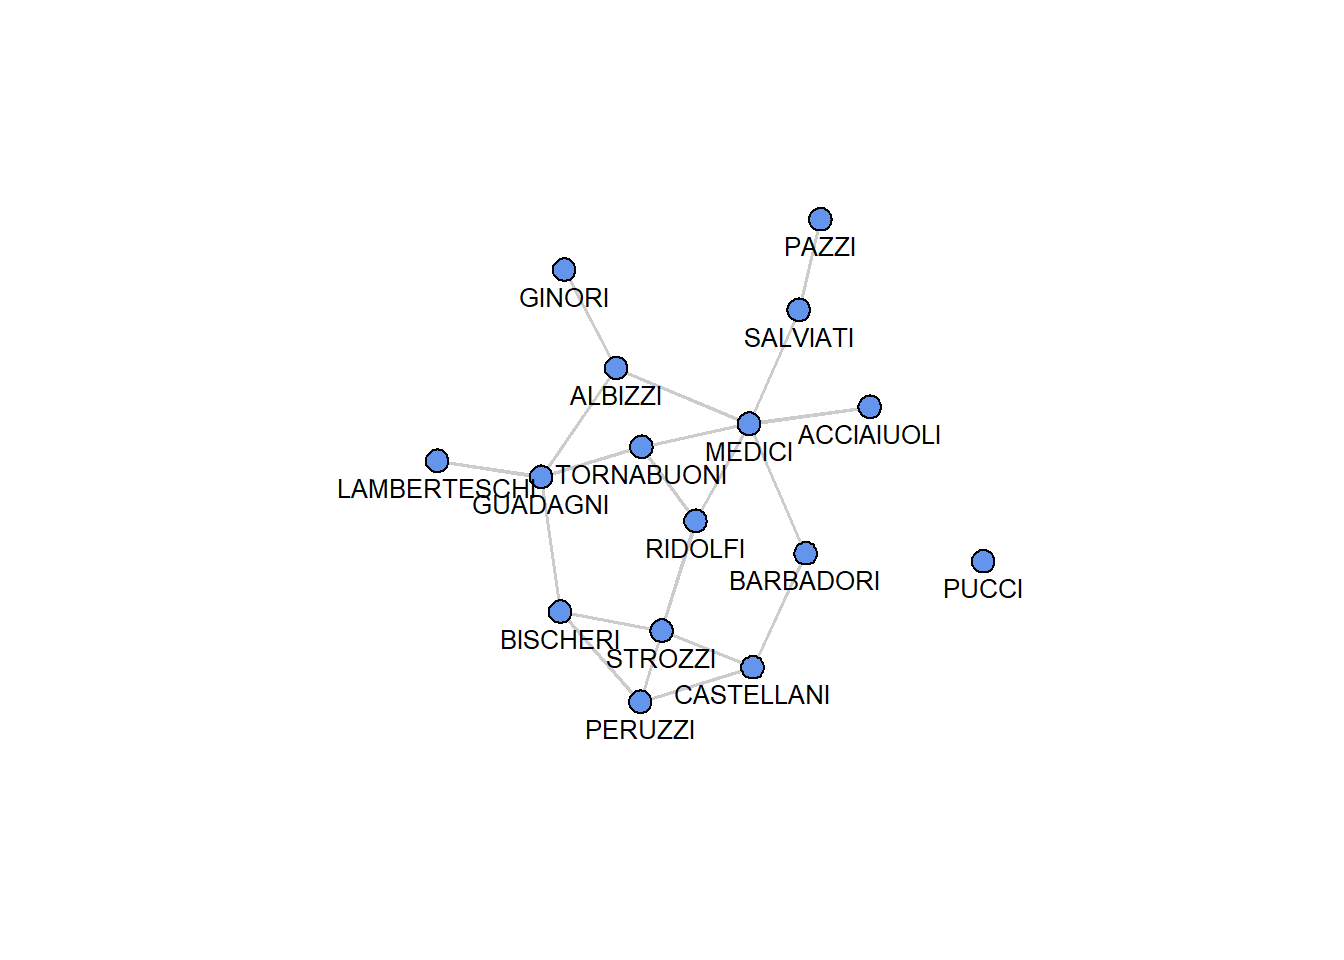 PAZZI
GINORI
SALVIATI
ALBIZZI
ACCIAIUOLI
MEDICI
TORNABUONI
LAMBERTESCHI
GUADAGNI
RIDOLFI
BARBADORI
PUCCI
BISCHERI
STROZZI
CASTELLANI
PERUZZI